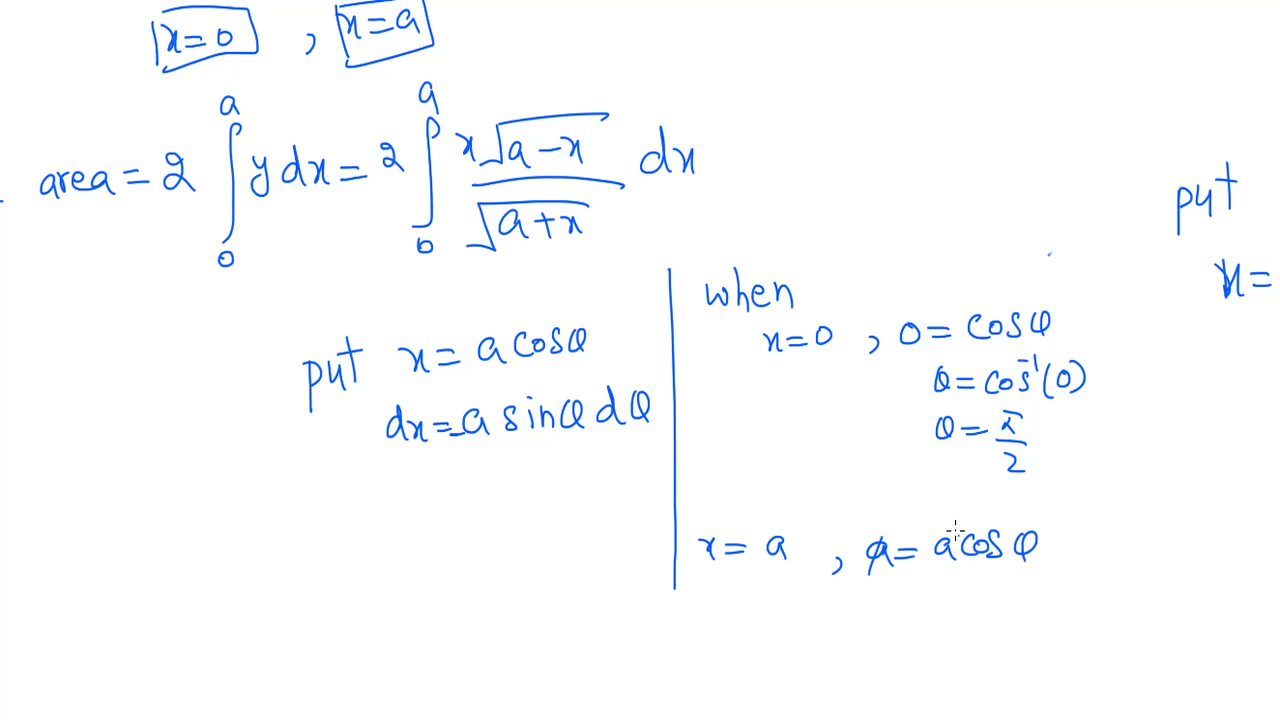 x=0 , x=a
area = 2 ∫₀ᵃ y dx = 2 ∫₀ᵃ x√(a-x) / √(a+x) dx
put
x=
put x = a cosθ
dx = -a sinθ dθ
when
x=0 , 0 = cosθ
θ = cos⁻¹(0)
θ = π/2
x = a , a = a cosθ